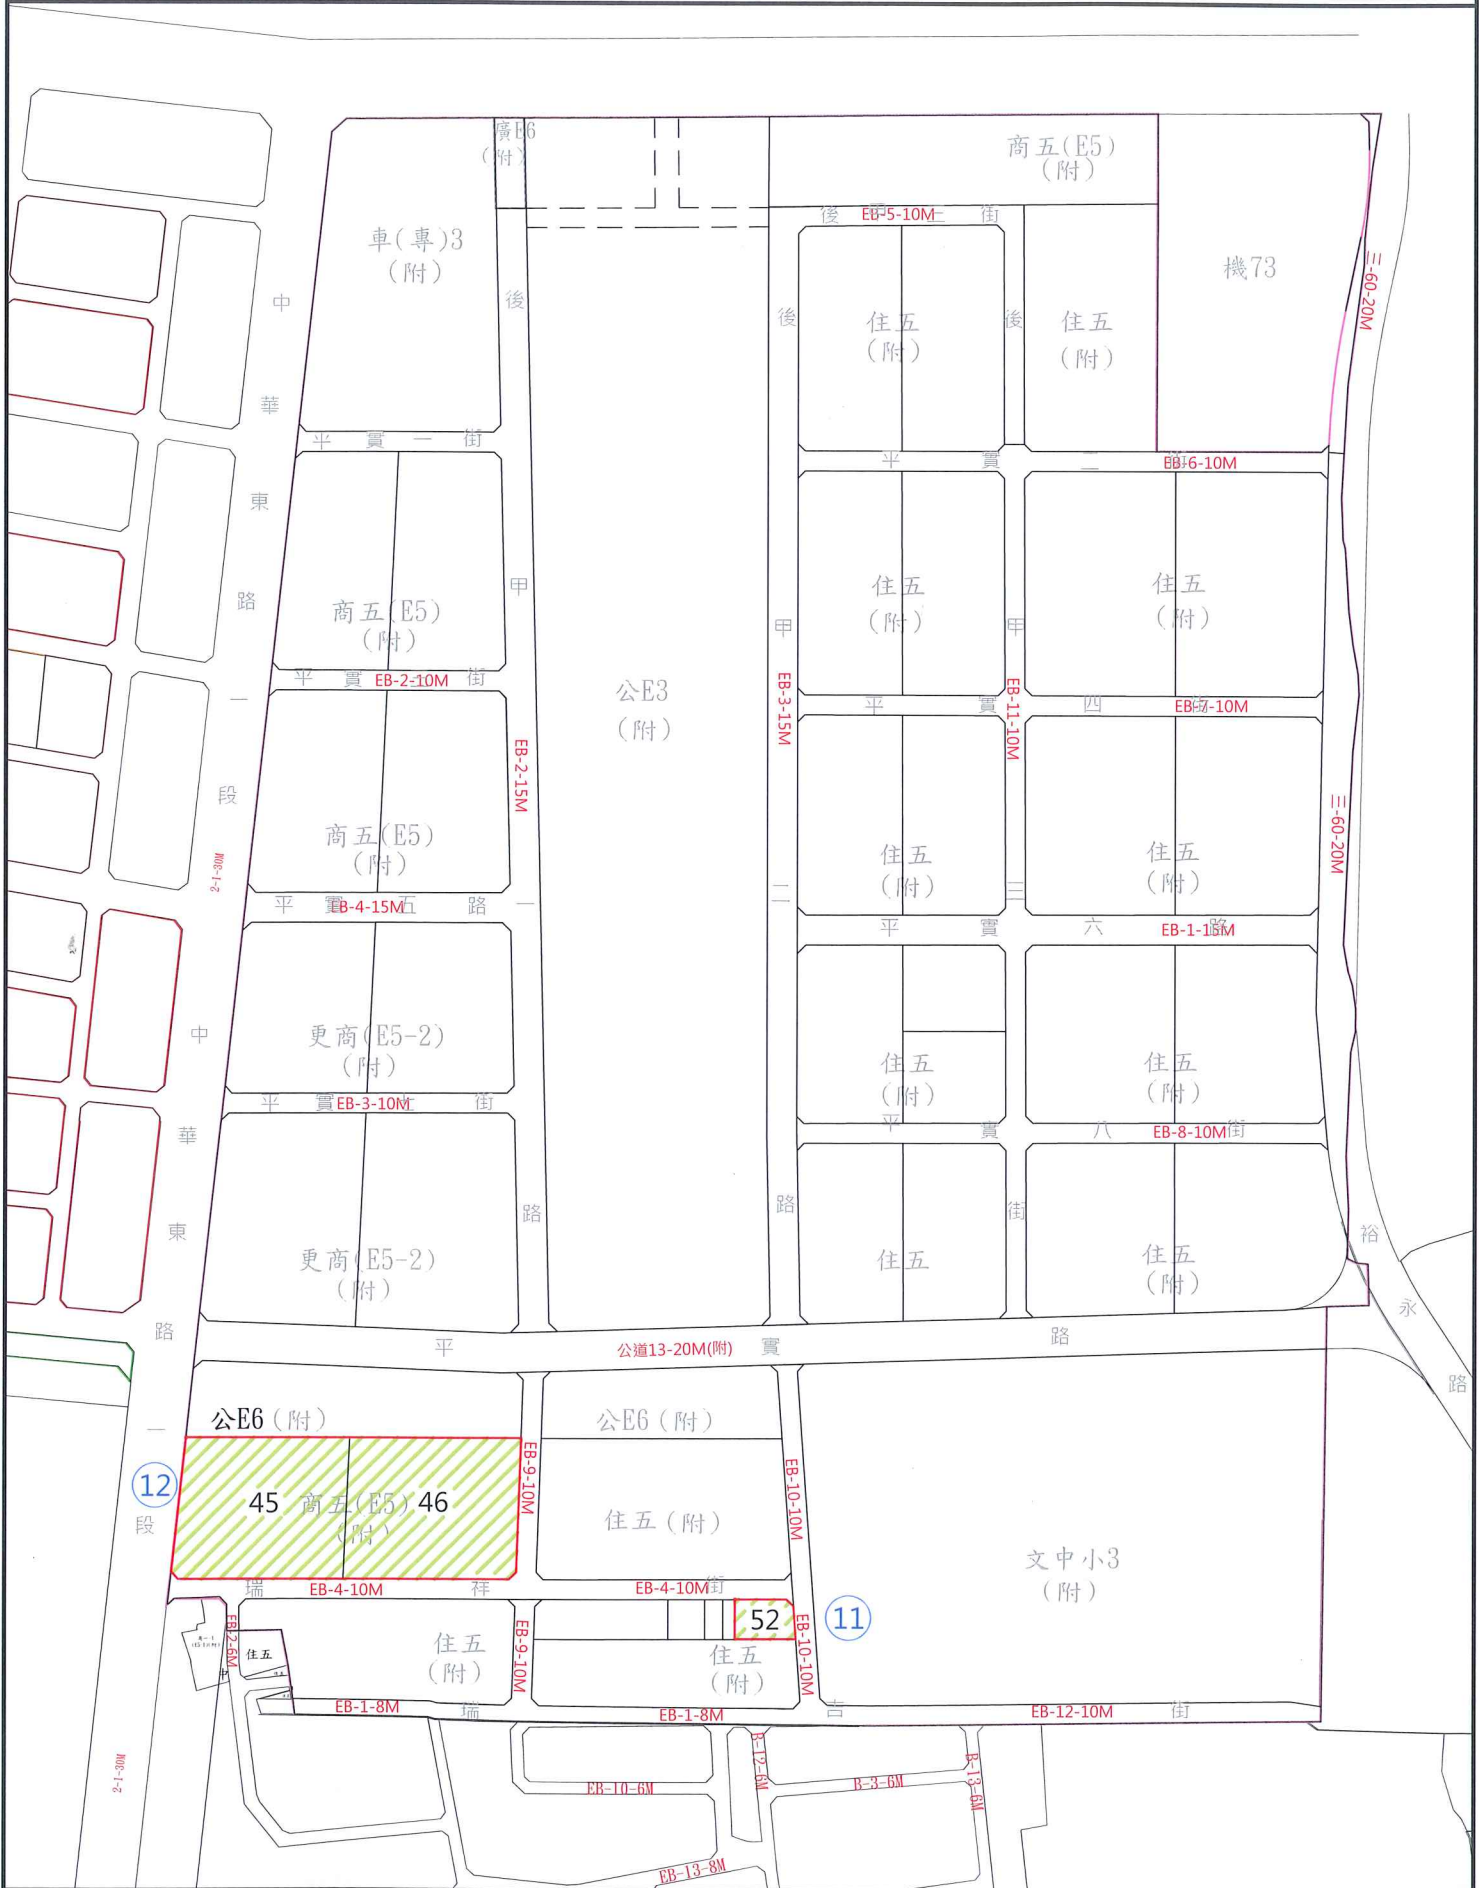 廣E6
(附)
商五(E5)
(附)
後甲三街
EB-5-10M
車(專)3
(附)
機73
三-60-20M
中華東路一段
後甲一路
後甲二路
後甲三街
住五
(附)
住五
(附)
平實一街
平實二街
EB-6-10M
商五(E5)
(附)
住五
(附)
住五
(附)
平實三街
EB-2-10M
公E3
(附)
EB-3-15M
EB-11-10M
平實四街
EB-7-10M
EB-2-15M
商五(E5)
(附)
2-1-30M
住五
(附)
住五
(附)
三-60-20M
平實五路
EB-4-15M
平實六路
EB-1-15M
更商(E5-2)
(附)
住五
(附)
住五
(附)
平實七街
EB-3-10M
平實八街
EB-8-10M
中華東路一段
更商(E5-2)
(附)
住五
住五
(附)
裕永路
平實路
公道13-20M(附)
公E6(附)
公E6(附)
12
45
商五(E5)
(附)
46
EB-9-10M
住五(附)
EB-10-10M
文中小3
(附)
瑞祥街
EB-4-10M
EB-4-10M
52
11
EB-9-10M
EB-10-10M
住五
住五
(附)
住五
(附)
EB-1-8M
瑞吉街
EB-1-8M
EB-12-10M
2-1-30M
EB-10-6M
B-12-6M
B-3-6M
B-13-6M
EB-13-8M